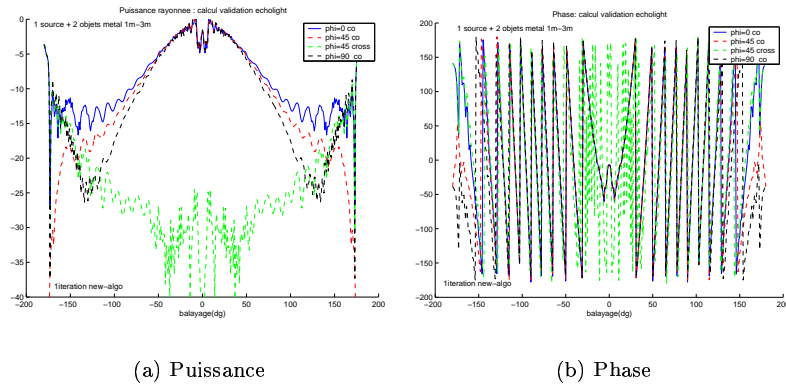 Puissance rayonnee : calcul validation echolight
1 source + 2 objets metal 1m-3m
phi=0 co
phi=45 co
phi=45 cross
phi=90 co
0
-5
-10
-15
-20
-25
-30
-35
-40
1iteration new-algo
-200 -150 -100 -50 0 50 100 150 200
balayage(dg)
(a) Puissance
Phase: calcul validation echolight
1 source + 2 objets metal 1m-3m
phi=0 co
phi=45 co
phi=45 cross
phi=90 co
200
150
100
50
0
-50
-100
-150
-200
1iteration new-algo
-200 -150 -100 -50 0 50 100 150 200
balayage(dg)
(b) Phase